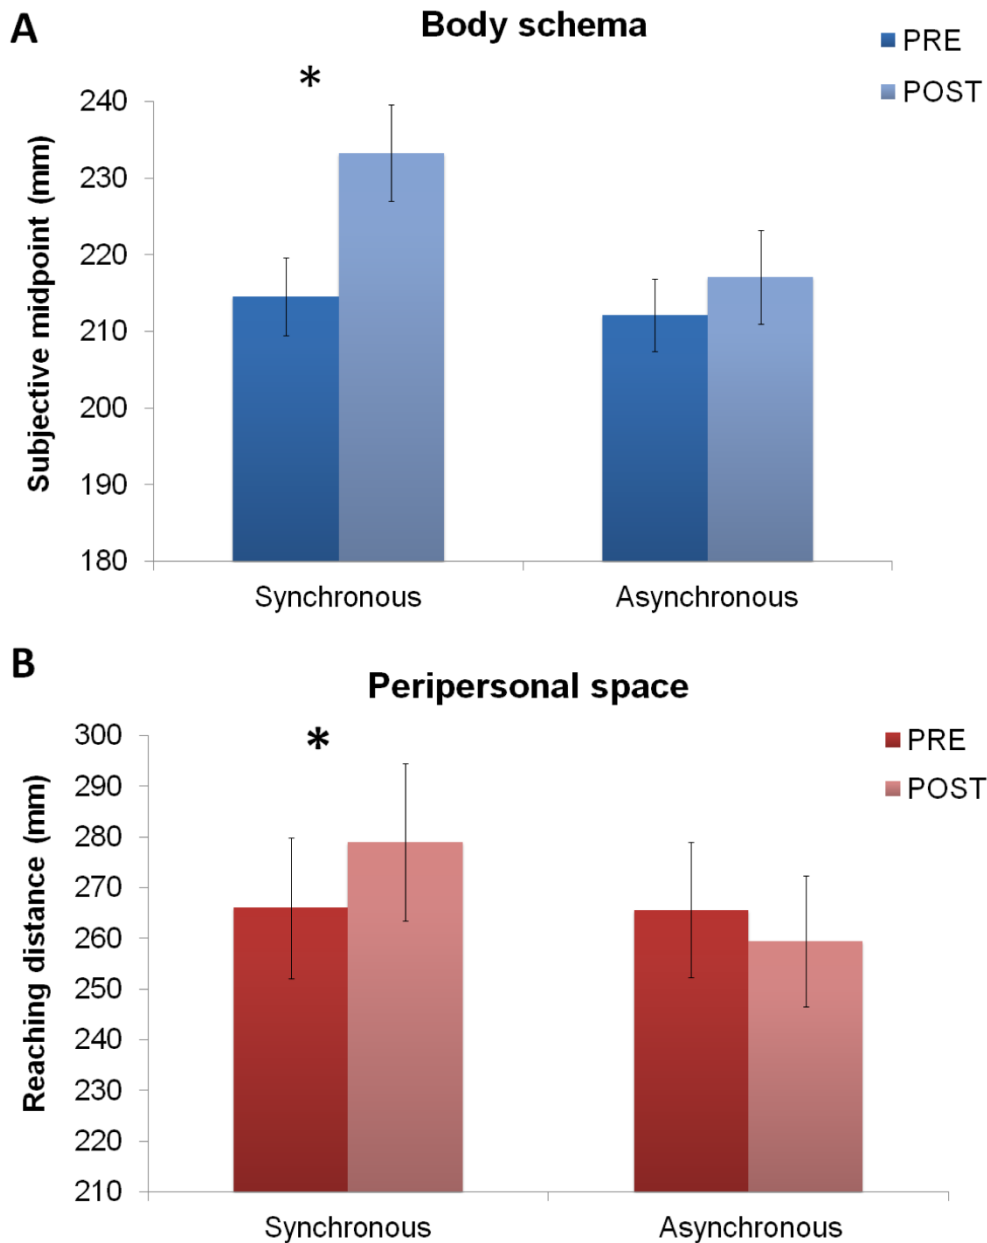 A
Body schema
PRE
POST
*
Subjective midpoint (mm)
240
230
220
210
200
190
180
Synchronous Asynchronous
B
Peripersonal space
PRE
POST
*
Reaching distance (mm)
300
290
280
270
260
250
240
230
220
210
Synchronous Asynchronous